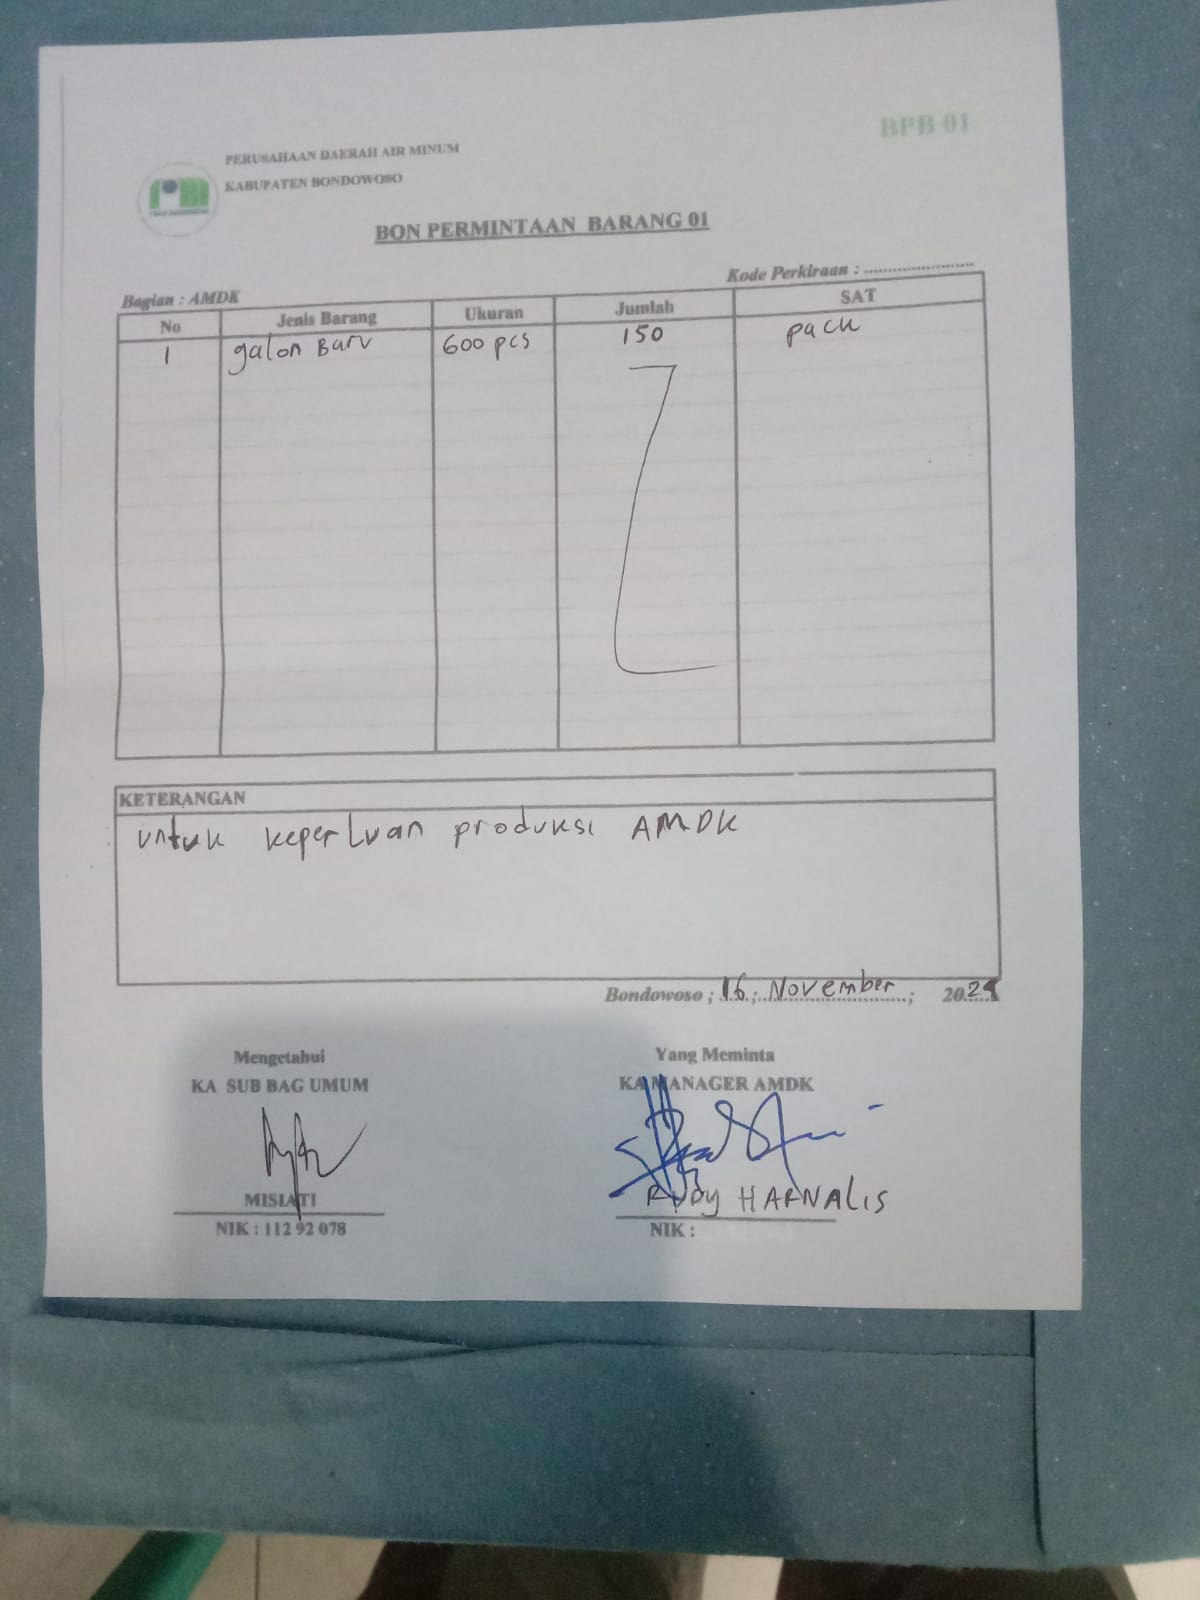 BPB 01
PERUSAHAAN DAERAH AIR MINUM
KABUPATEN BONDOWOSO
BON PERMINTAAN BARANG 01
Kode Perkiraan : ........................
Bagian : AMDK
No Jenis Barang Ukuran Jumlah SAT
1 galon Baru 600 pcs 150 pack
KETERANGAN
untuk keperluan produksi AMDK
Bondowoso ; 16 ; November ; 2024
Mengetahui
KA SUB BAG UMUM
MISIATI
NIK : 112 92 078
Yang Meminta
KA MANAGER AMDK
RUDY HARNALIS
NIK :